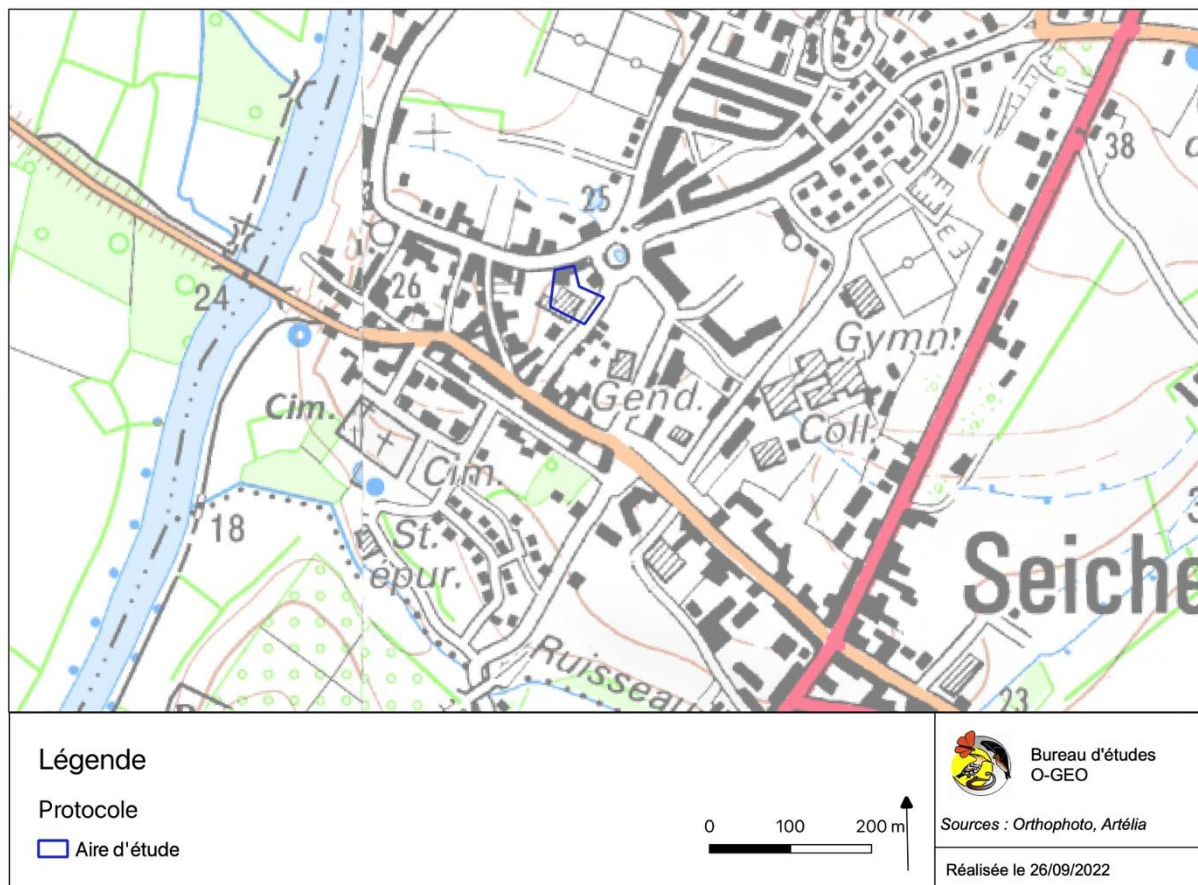 38
25
26
24
Gymn.
Gend.
Cim.
Coll.
Cim.
18
St.
épur.
Seiche
Ruisseau
23
Légende
Protocole
Aire d'étude
0 100 200 m
Bureau d'études
O-GEO
Sources : Orthophoto, Artélia
Réalisée le 26/09/2022